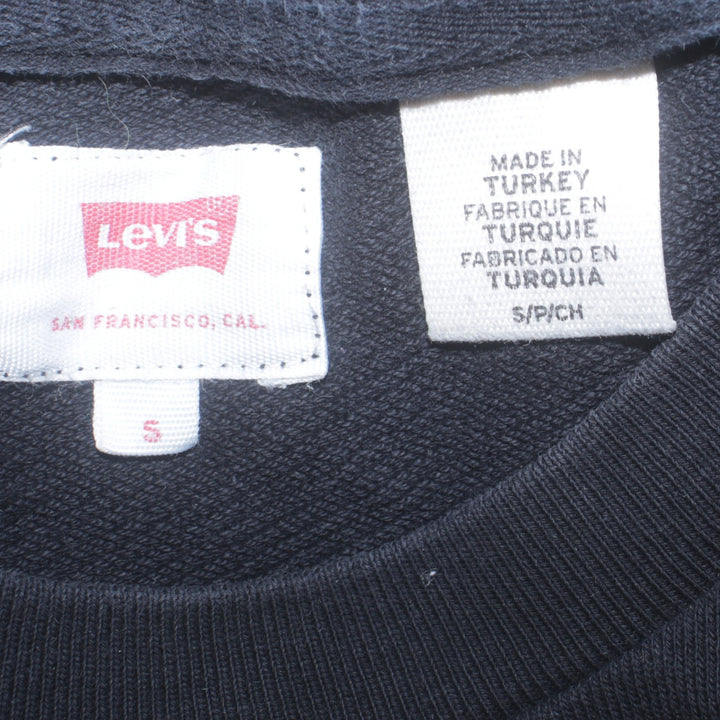 LEVI'S
SAN FRANCISCO, CAL.
S
MADE IN
TURKEY
FABRIQUE EN
TURQUIE
FABRICADO EN
TURQUIA
S/P/CH